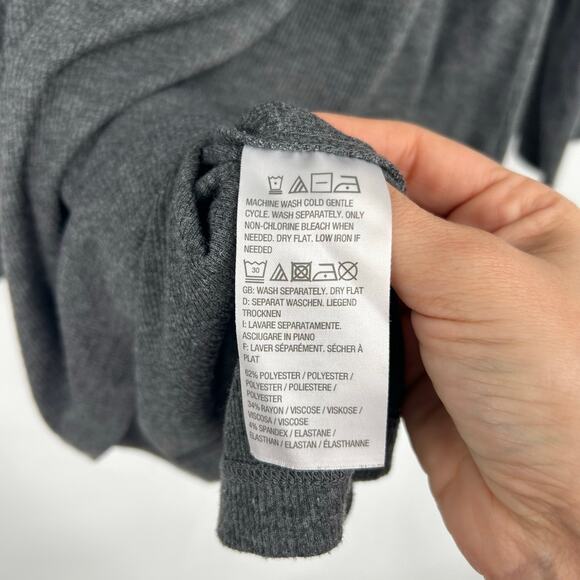 MACHINE WASH COLD GENTLE
CYCLE. WASH SEPARATELY. ONLY
NON-CHLORINE BLEACH WHEN
NEEDED. DRY FLAT. LOW IRON IF
NEEDED.
30
GB: WASH SEPARATELY. DRY FLAT
D: SEPARAT WASCHEN. LIEGEND
TROCKNEN
I: LAVARE SEPARATAMENTE.
ASCIUGARE IN PIANO
F: LAVER SÉPARÉMENT. SÉCHER À
PLAT
62% POLYESTER / POLYESTER /
POLYESTER / POLIESTERE /
POLYESTER
34% RAYON / VISCOSE / VISKOSE /
VISCOSA / VISCOSE
4% SPANDEX / ELASTANE /
ELASTHAN / ELASTAN / ÉLASTHANNE